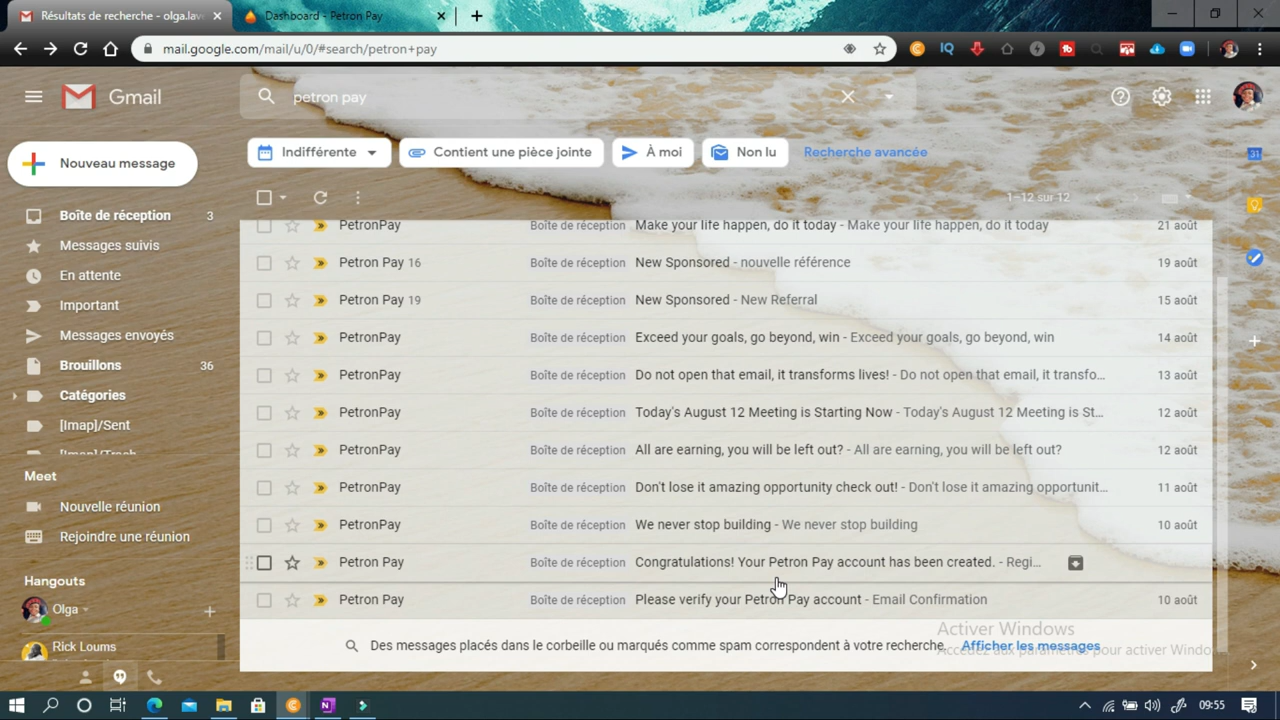 Résultats de recherche - olga.lav
Dashboard - Petron Pay
mail.google.com/mail/u/0/#search/petron+pay
Gmail
petron pay
Nouveau message
Indifférente
Contient une pièce jointe
À moi
Non lu
Recherche avancée
1–12 sur 12
Boîte de réception 3
Messages suivis
En attente
Important
Messages envoyés
Brouillons 36
Catégories
[Imap]/Sent
[Imap]/Trash
Meet
Nouvelle réunion
Rejoindre une réunion
Hangouts
Olga
Rick Loums
PetronPay Boîte de réception Make your life happen, do it today - Make your life happen, do it today 21 août
Petron Pay 16 Boîte de réception New Sponsored - nouvelle référence 19 août
Petron Pay 19 Boîte de réception New Sponsored - New Referral 15 août
PetronPay Boîte de réception Exceed your goals, go beyond, win - Exceed your goals, go beyond, win 14 août
PetronPay Boîte de réception Do not open that email, it transforms lives! - Do not open that email, it transfo... 13 août
PetronPay Boîte de réception Today's August 12 Meeting is Starting Now - Today's August 12 Meeting is St... 12 août
PetronPay Boîte de réception All are earning, you will be left out? - All are earning, you will be left out? 12 août
PetronPay Boîte de réception Don't lose it amazing opportunity check out! - Don't lose it amazing opportunit... 11 août
PetronPay Boîte de réception We never stop building - We never stop building 10 août
Petron Pay Boîte de réception Congratulations! Your Petron Pay account has been created. - Regi...
Petron Pay Boîte de réception Please verify your Petron Pay account - Email Confirmation 10 août
Des messages placés dans le corbeille ou marqués comme spam correspondent à votre recherche. Afficher les messages
Activer Windows
Accédez aux paramètres pour activer Windo
09:55